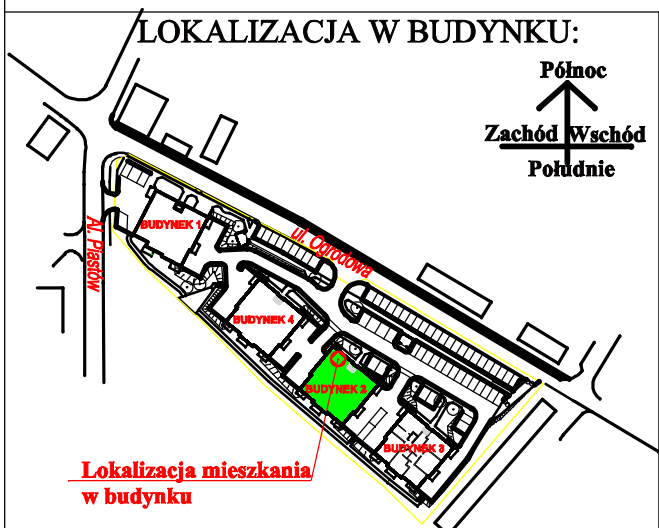 LOKALIZACJA W BUDYNKU:
Północ
Zachód Wschód
Południe
BUDYNEK 1
Al. Piastów
ul. Ogrodowa
BUDYNEK 4
BUDYNEK 2
BUDYNEK 3
Lokalizacja mieszkania
w budynku